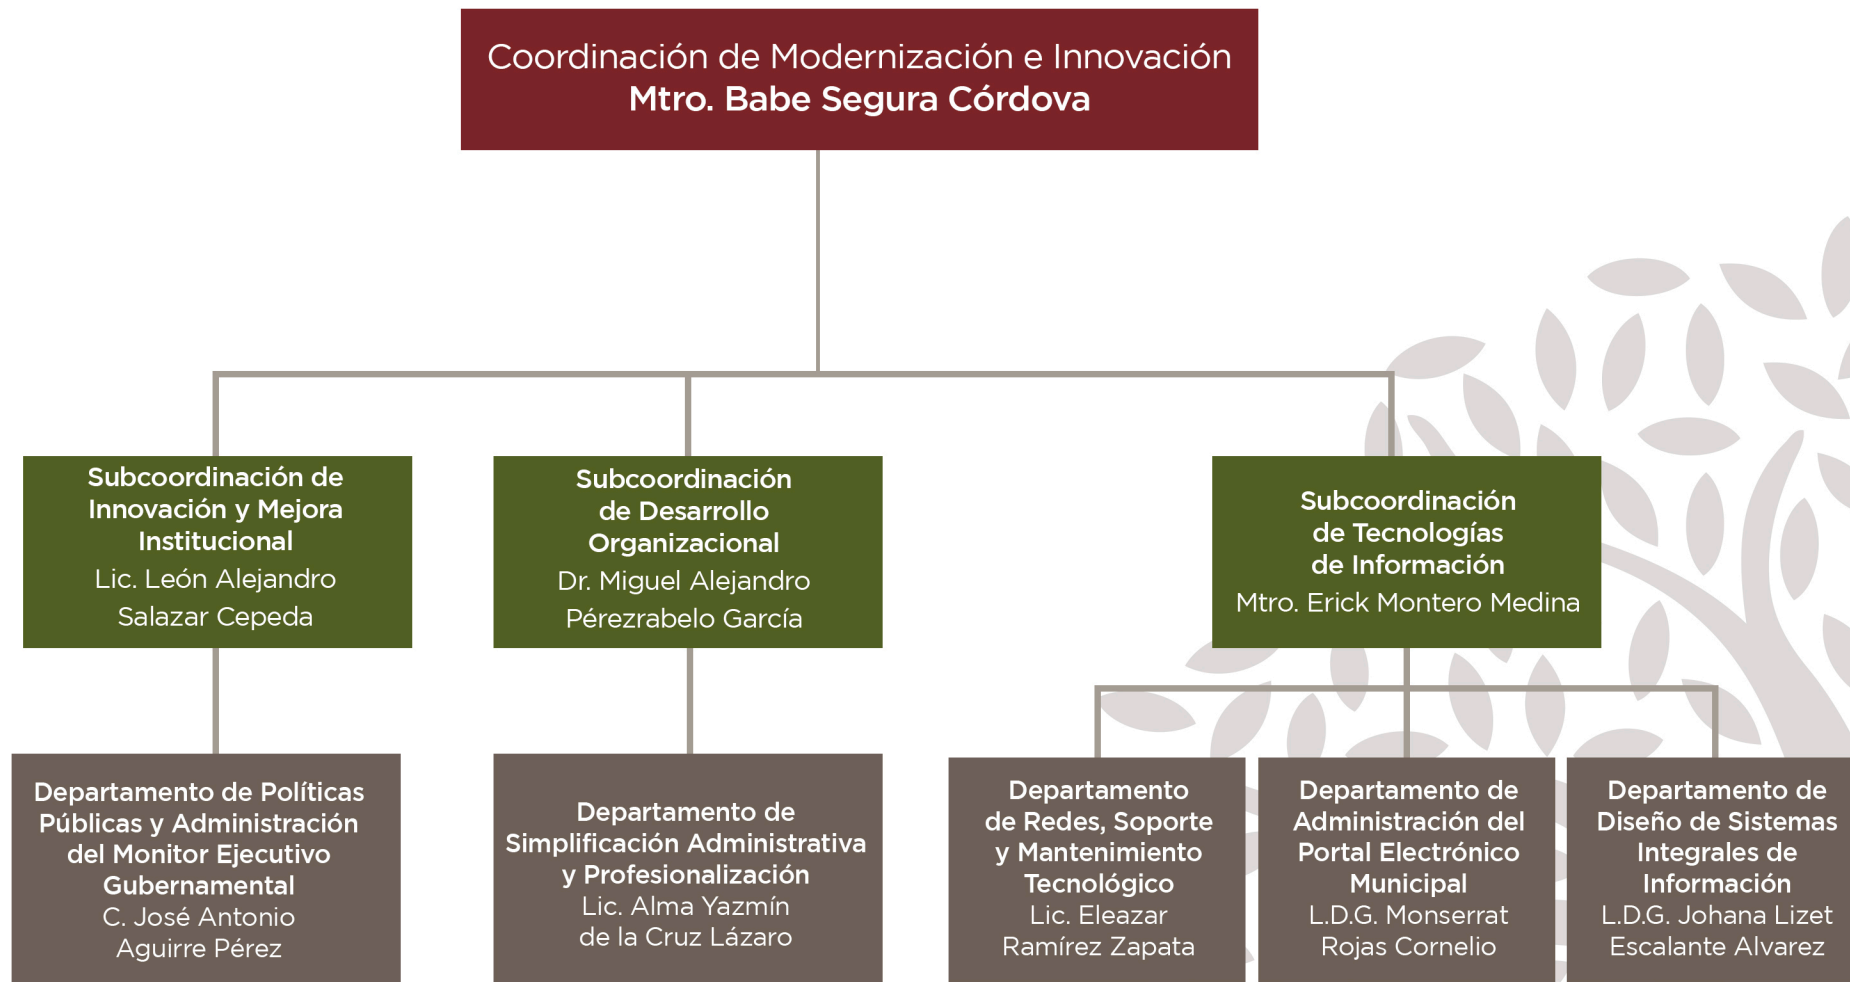 Coordinación de Modernización e Innovación
Mtro. Babe Segura Córdova
Subcoordinación de
Innovación y Mejora
Institucional
Lic. León Alejandro
Salazar Cepeda
Subcoordinación
de Desarrollo
Organizacional
Dr. Miguel Alejandro
Pérezrabelo García
Subcoordinación
de Tecnologías
de Información
Mtro. Erick Montero Medina
Departamento de Políticas
Públicas y Administración
del Monitor Ejecutivo
Gubernamental
C. José Antonio
Aguirre Pérez
Departamento de
Simplificación Administrativa
y Profesionalización
Lic. Alma Yazmín
de la Cruz Lázaro
Departamento
de Redes, Soporte
y Mantenimiento
Tecnológico
Lic. Eleazar
Ramírez Zapata
Departamento de
Administración del
Portal Electrónico
Municipal
L.D.G. Monserrat
Rojas Cornelio
Departamento de
Diseño de Sistemas
Integrales de
Información
L.D.G. Johana Lizet
Escalante Alvarez